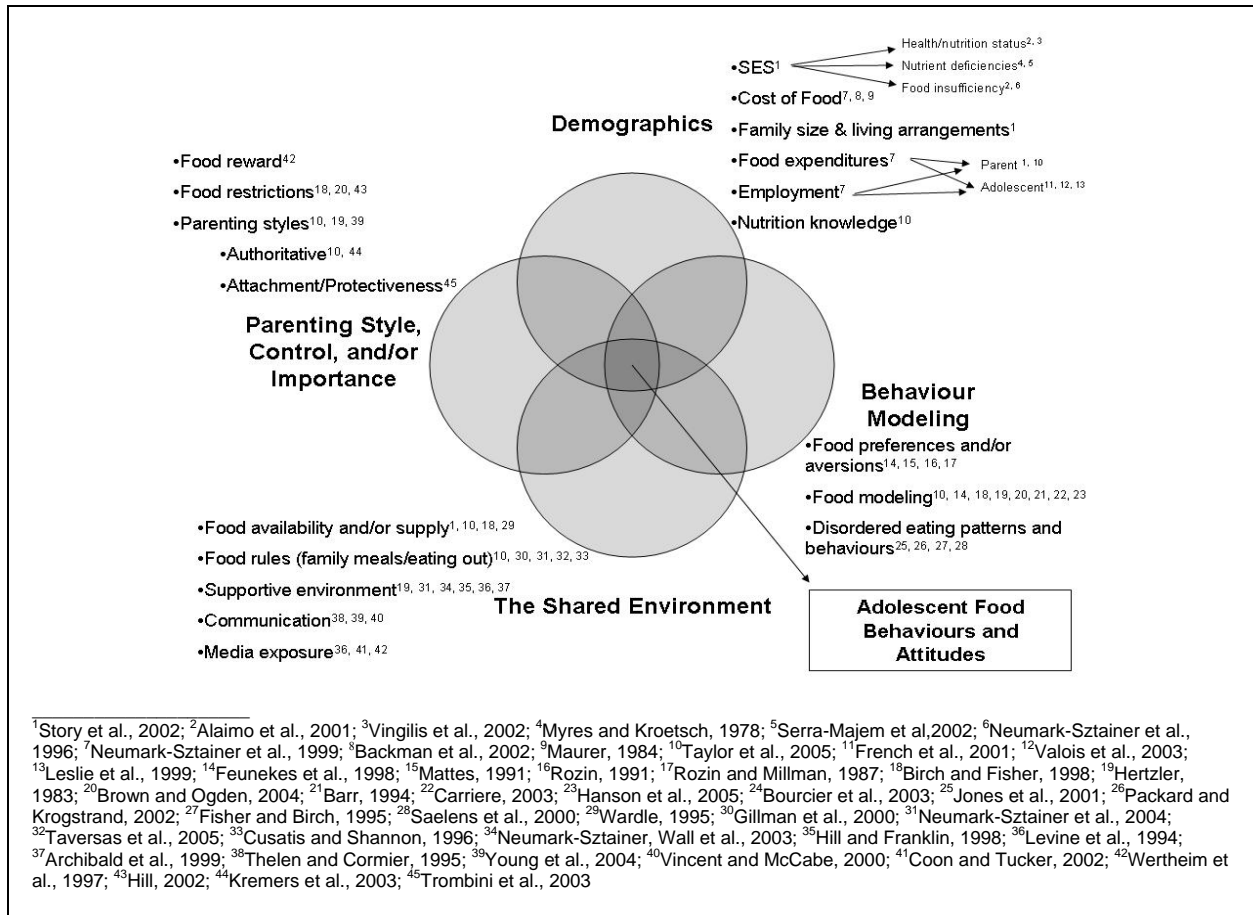 Demographics
•SES1
Health/nutrition status2, 3
Nutrient deficiencies4, 5
Food insufficiency2, 6
•Cost of Food7, 8, 9
•Family size & living arrangements1
•Food expenditures7
•Employment7
Parent 1, 10
Adolescent11, 12, 13
•Nutrition knowledge10
•Food reward42
•Food restrictions18, 20, 43
•Parenting styles10, 19, 39
•Authoritative10, 44
•Attachment/Protectiveness45
Parenting Style,
Control, and/or
Importance
Behaviour
Modeling
•Food preferences and/or
aversions14, 15, 16, 17
•Food modeling10, 14, 18, 19, 20, 21, 22, 23
•Disordered eating patterns and
behaviours25, 26, 27, 28
•Food availability and/or supply1, 10, 18, 29
•Food rules (family meals/eating out)10, 30, 31, 32, 33
•Supportive environment19, 31, 34, 35, 36, 37
•Communication38, 39, 40
•Media exposure36, 41, 42
The Shared Environment
Adolescent Food
Behaviours and
Attitudes
1Story et al., 2002; 2Alaimo et al., 2001; 3Vingilis et al., 2002; 4Myres and Kroetsch, 1978; 5Serra-Majem et al,2002; 6Neumark-Sztainer et al.,
1996; 7Neumark-Sztainer et al., 1999; 8Backman et al., 2002; 9Maurer, 1984; 10Taylor et al., 2005; 11French et al., 2001; 12Valois et al., 2003;
13Leslie et al., 1999; 14Feunekes et al., 1998; 15Mattes, 1991; 16Rozin, 1991; 17Rozin and Millman, 1987; 18Birch and Fisher, 1998; 19Hertzler,
1983; 20Brown and Ogden, 2004; 21Barr, 1994; 22Carriere, 2003; 23Hanson et al., 2005; 24Bourcier et al., 2003; 25Jones et al., 2001; 26Packard and
Krogstrand, 2002; 27Fisher and Birch, 1995; 28Saelens et al., 2000; 29Wardle, 1995; 30Gillman et al., 2000; 31Neumark-Sztainer et al., 2004;
32Taversas et al., 2005; 33Cusatis and Shannon, 1996; 34Neumark-Sztainer, Wall et al., 2003; 35Hill and Franklin, 1998; 36Levine et al., 1994;
37Archibald et al., 1999; 38Thelen and Cormier, 1995; 39Young et al., 2004; 40Vincent and McCabe, 2000; 41Coon and Tucker, 2002; 42Wertheim et
al., 1997; 43Hill, 2002; 44Kremers et al., 2003; 45Trombini et al., 2003